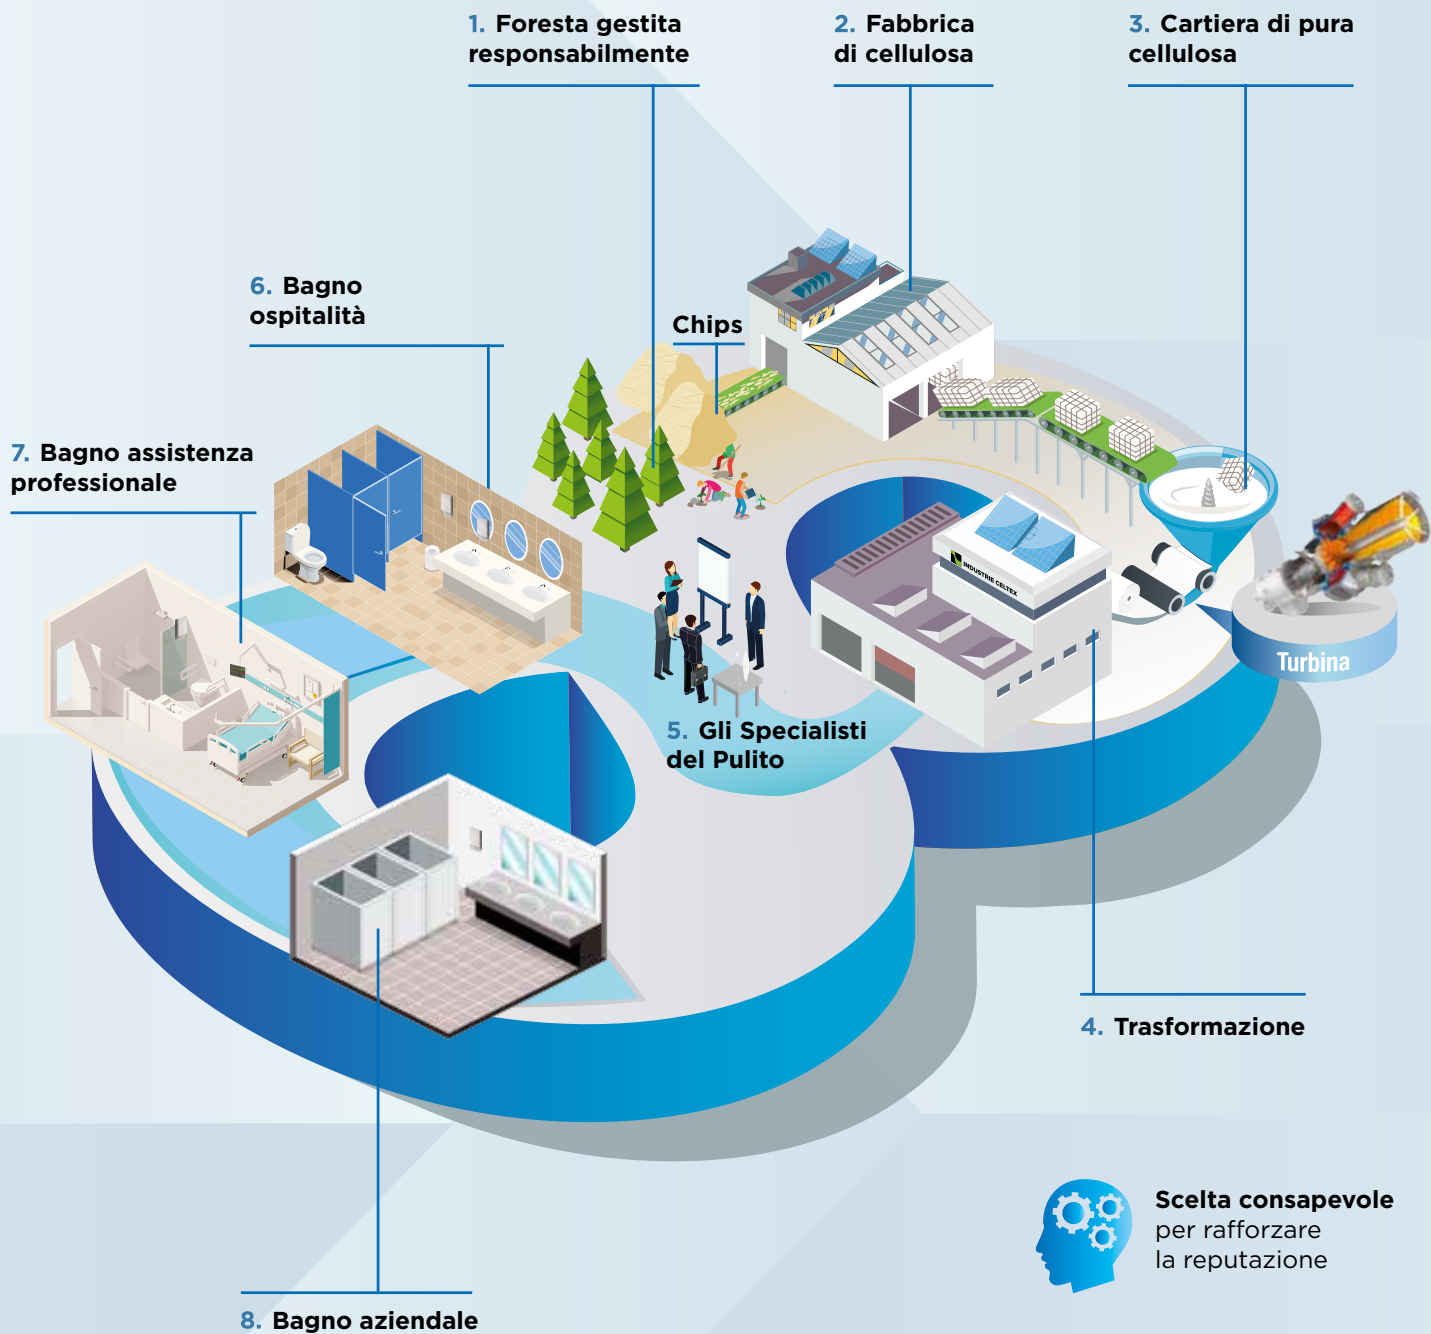 1. Foresta gestita
responsabilmente
2. Fabbrica
di cellulosa
3. Cartiera di pura
cellulosa
6. Bagno
ospitalità
Chips
7. Bagno assistenza
professionale
INDUSTRIE CELTEX
Turbina
5. Gli Specialisti
del Pulito
4. Trasformazione
Scelta consapevole
per rafforzare
la reputazione
8. Bagno aziendale